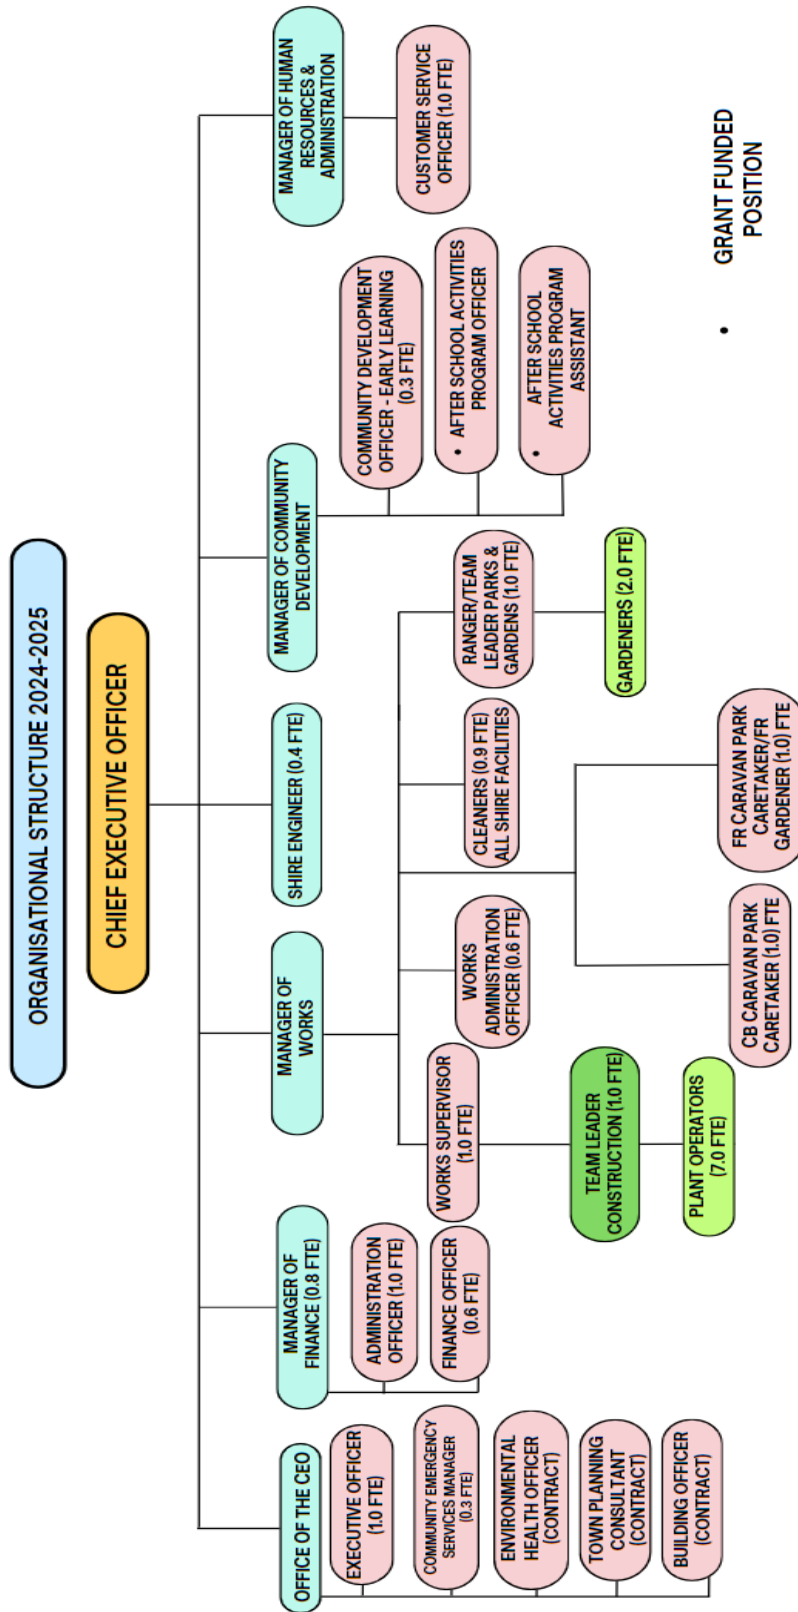 ORGANISATIONAL STRUCTURE 2024-2025
CHIEF EXECUTIVE OFFICER
OFFICE OF THE CEO
EXECUTIVE OFFICER
(1.0 FTE)
COMMUNITY EMERGENCY
SERVICES MANAGER
(0.3 FTE)
ENVIRONMENTAL
HEALTH OFFICER
(CONTRACT)
TOWN PLANNING
CONSULTANT
(CONTRACT)
BUILDING OFFICER
(CONTRACT)
MANAGER OF
FINANCE (0.8 FTE)
ADMINISTRATION
OFFICER (1.0 FTE)
FINANCE OFFICER
(0.6 FTE)
MANAGER OF
WORKS
WORKS SUPERVISOR
(1.0 FTE)
TEAM LEADER
CONSTRUCTION (1.0 FTE)
PLANT OPERATORS
(7.0 FTE)
WORKS
ADMINISTRATION
OFFICER (0.6 FTE)
CB CARAVAN PARK
CARETAKER (1.0) FTE
FR CARAVAN PARK
CARETAKER/FR
GARDENER (1.0) FTE
CLEANERS (0.9 FTE)
ALL SHIRE FACILITIES
RANGER/TEAM
LEADER PARKS &
GARDENS (1.0 FTE)
GARDENERS (2.0 FTE)
SHIRE ENGINEER (0.4 FTE)
MANAGER OF COMMUNITY
DEVELOPMENT
COMMUNITY DEVELOPMENT
OFFICER - EARLY LEARNING
(0.3 FTE)
• AFTER SCHOOL ACTIVITIES
PROGRAM OFFICER
• AFTER SCHOOL
ACTIVITIES PROGRAM
ASSISTANT
MANAGER OF HUMAN
RESOURCES &
ADMINISTRATION
CUSTOMER SERVICE
OFFICER (1.0 FTE)
• GRANT FUNDED
POSITION